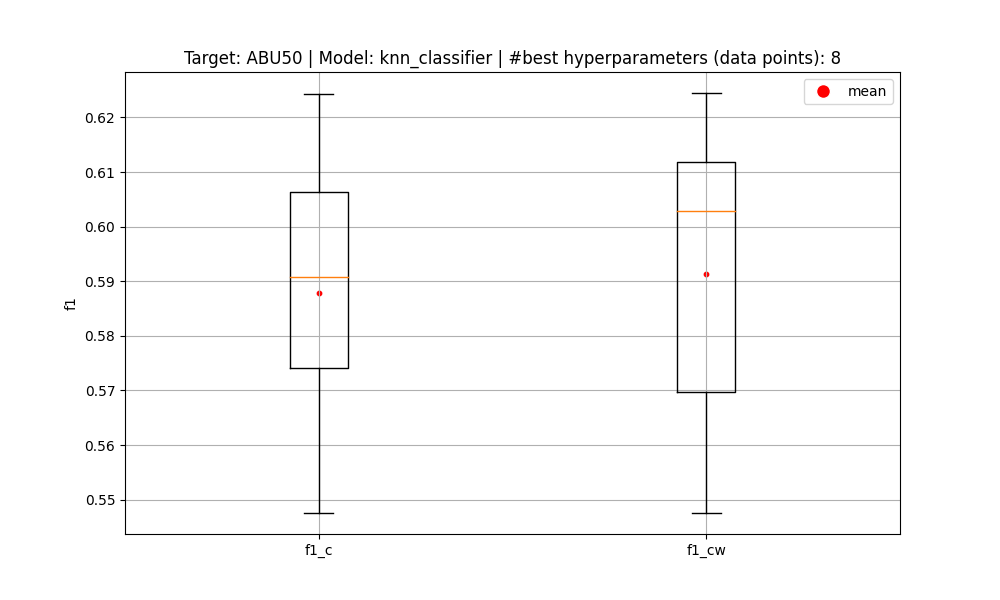 Target: ABU50 | Model: knn_classifier | #best hyperparameters (data points): 8
mean
0.62
0.61
0.60
0.59
0.58
0.57
0.56
0.55
f1
f1_c
f1_cw